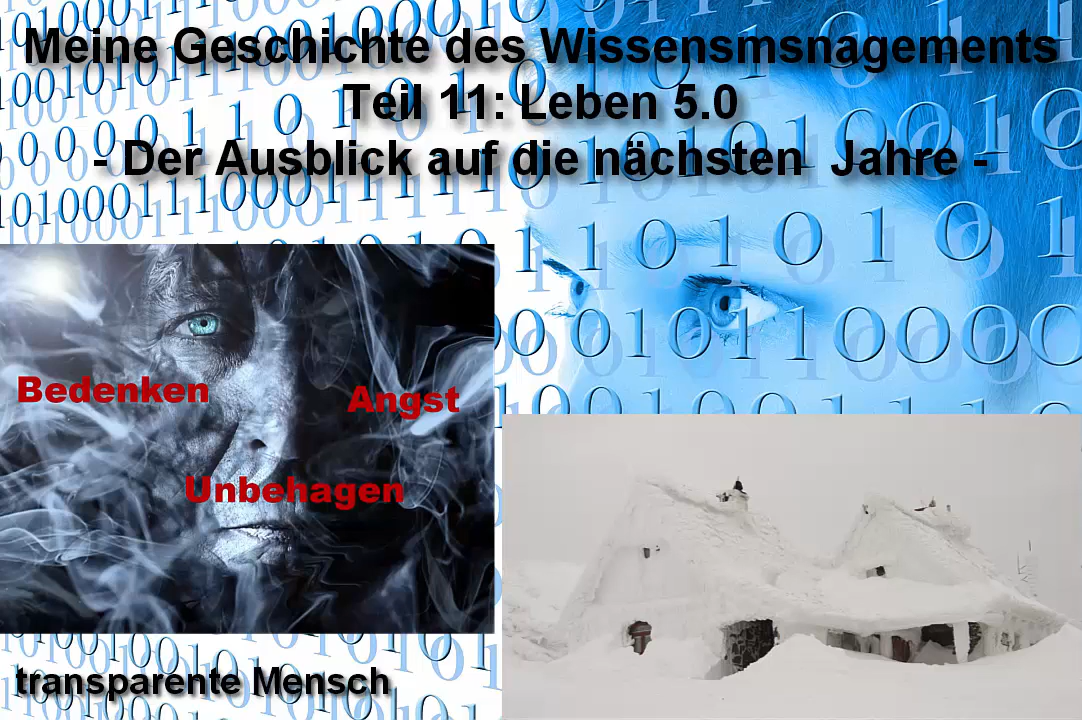 Meine Geschichte des Wissensmsnagements
Teil 11: Leben 5.0
- Der Ausblick auf die nächsten Jahre -
Bedenken
Angst
Unbehagen
transparente Mensch